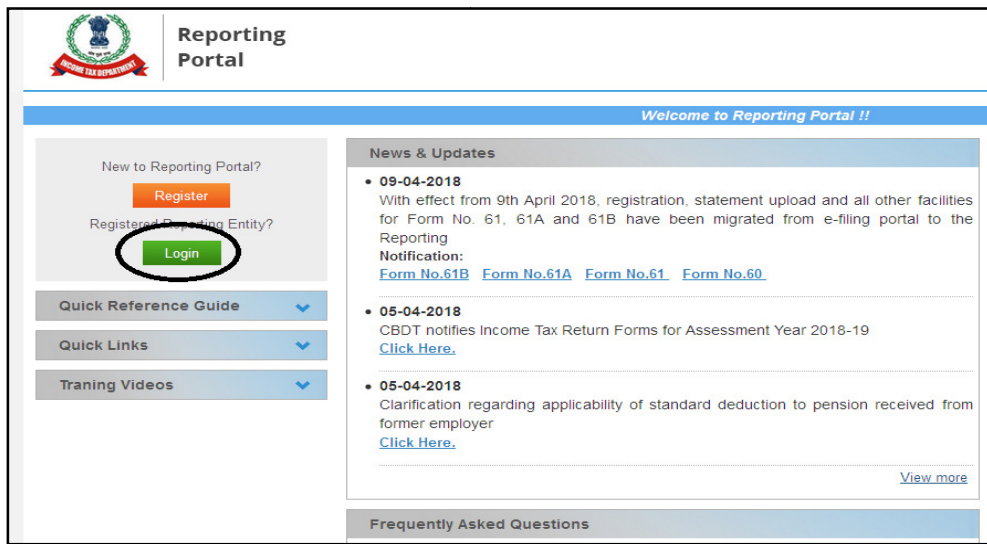 INCOME TAX DEPARTMENT
Reporting
Portal
Welcome to Reporting Portal !!
New to Reporting Portal?
Register
Registered Reporting Entity?
Login
Quick Reference Guide
Quick Links
Traning Videos
News & Updates
• 09-04-2018
With effect from 9th April 2018, registration, statement upload and all other facilities
for Form No. 61, 61A and 61B have been migrated from e-filing portal to the
Reporting
Notification:
Form No.61B Form No.61A Form No.61 Form No.60
• 05-04-2018
CBDT notifies Income Tax Return Forms for Assessment Year 2018-19
Click Here.
• 05-04-2018
Clarification regarding applicability of standard deduction to pension received from
former employer
Click Here.
View more
Frequently Asked Questions